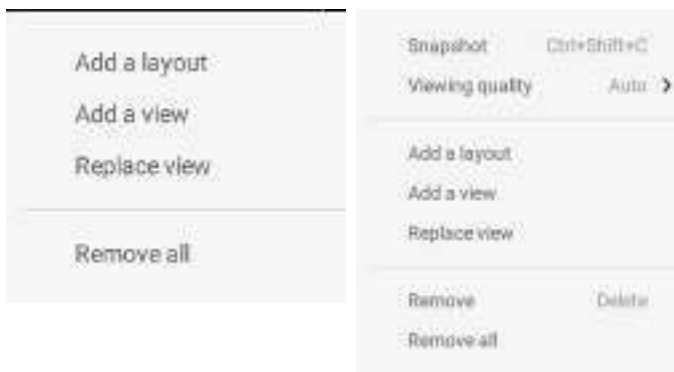 Add a layout
Add a view
Replace view
Remove all
Snapshot Ctrl+Shift+C
Viewing quality Auto >
Add a layout
Add a view
Replace view
Remove Delete
Remove all